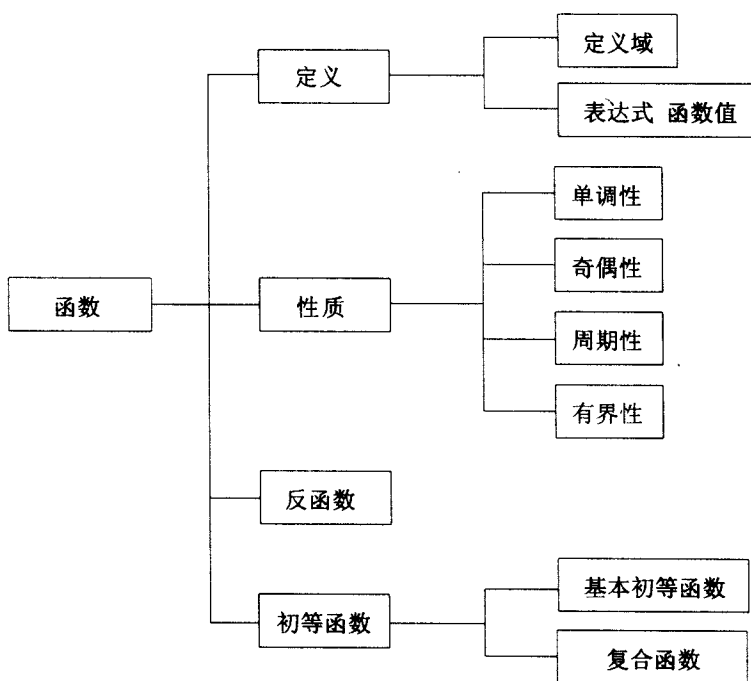 定义域
定义
表达式 函数值
单调性
奇偶性
函数
性质
周期性
有界性
反函数
基本初等函数
初等函数
复合函数